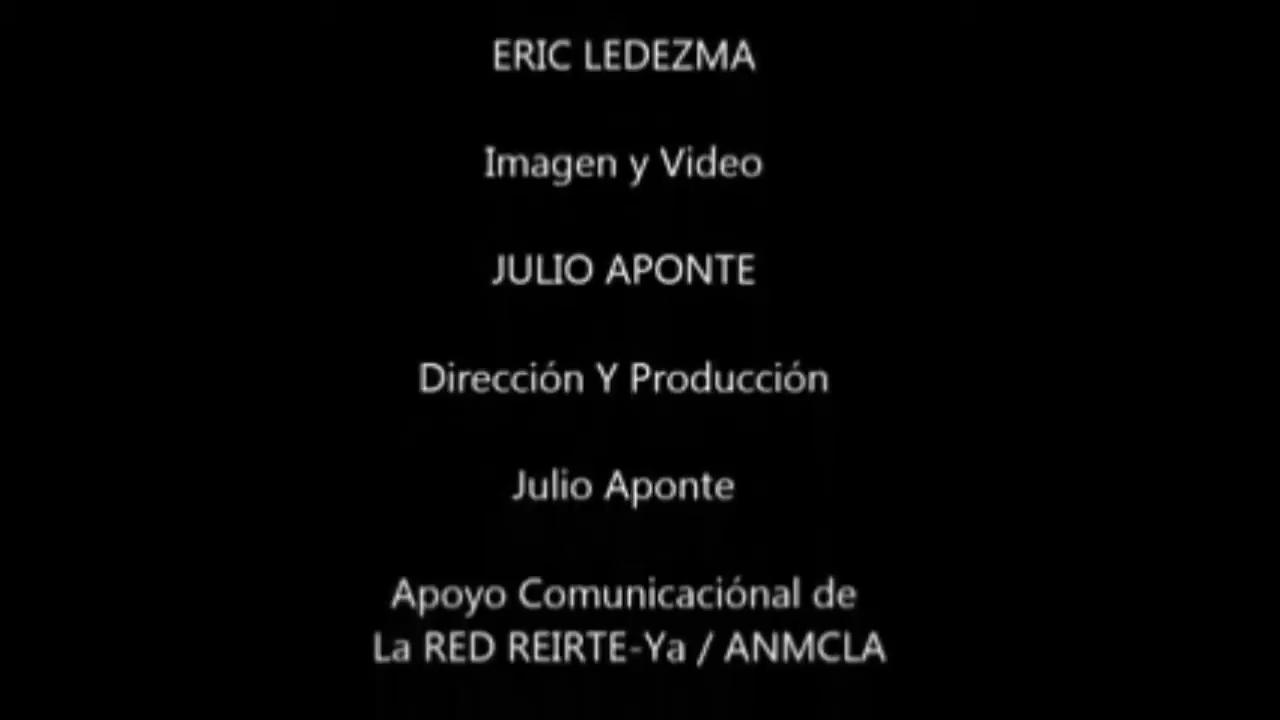 ERIC LEDEZMA
Imagen y Video
JULIO APONTE
Dirección Y Producción
Julio Aponte
Apoyo Comunicaciónal de
La RED REIRTE-Ya / ANMCLA